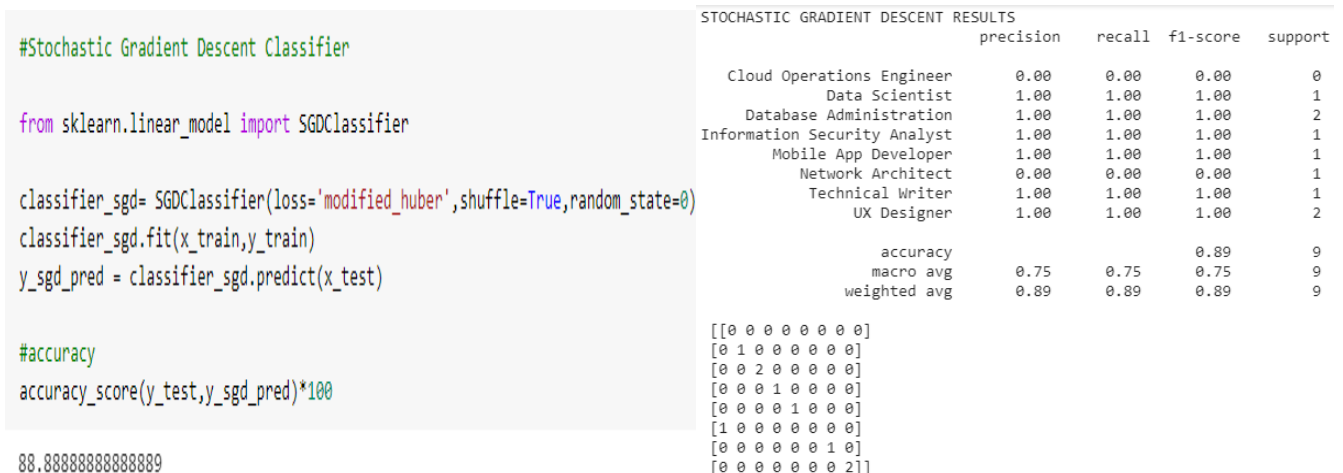 #Stochastic Gradient Descent Classifier
from sklearn.linear_model import SGDClassifier
classifier_sgd= SGDClassifier(loss='modified_huber',shuffle=True,random_state=0)
classifier_sgd.fit(x_train,y_train)
y_sgd_pred = classifier_sgd.predict(x_test)
#accuracy
accuracy_score(y_test,y_sgd_pred)*100
88.88888888888889
STOCHASTIC GRADIENT DESCENT RESULTS
precision recall f1-score support
Cloud Operations Engineer 0.00 0.00 0.00 0
Data Scientist 1.00 1.00 1.00 1
Database Administration 1.00 1.00 1.00 2
Information Security Analyst 1.00 1.00 1.00 1
Mobile App Developer 1.00 1.00 1.00 1
Network Architect 0.00 0.00 0.00 1
Technical Writer 1.00 1.00 1.00 1
UX Designer 1.00 1.00 1.00 2
accuracy 0.89 9
macro avg 0.75 0.75 0.75 9
weighted avg 0.89 0.89 0.89 9
[[0 0 0 0 0 0 0 0]
[0 1 0 0 0 0 0 0]
[0 0 2 0 0 0 0 0]
[0 0 0 1 0 0 0 0]
[0 0 0 0 1 0 0 0]
[1 0 0 0 0 0 0 0]
[0 0 0 0 0 0 1 0]
[0 0 0 0 0 0 0 2]]